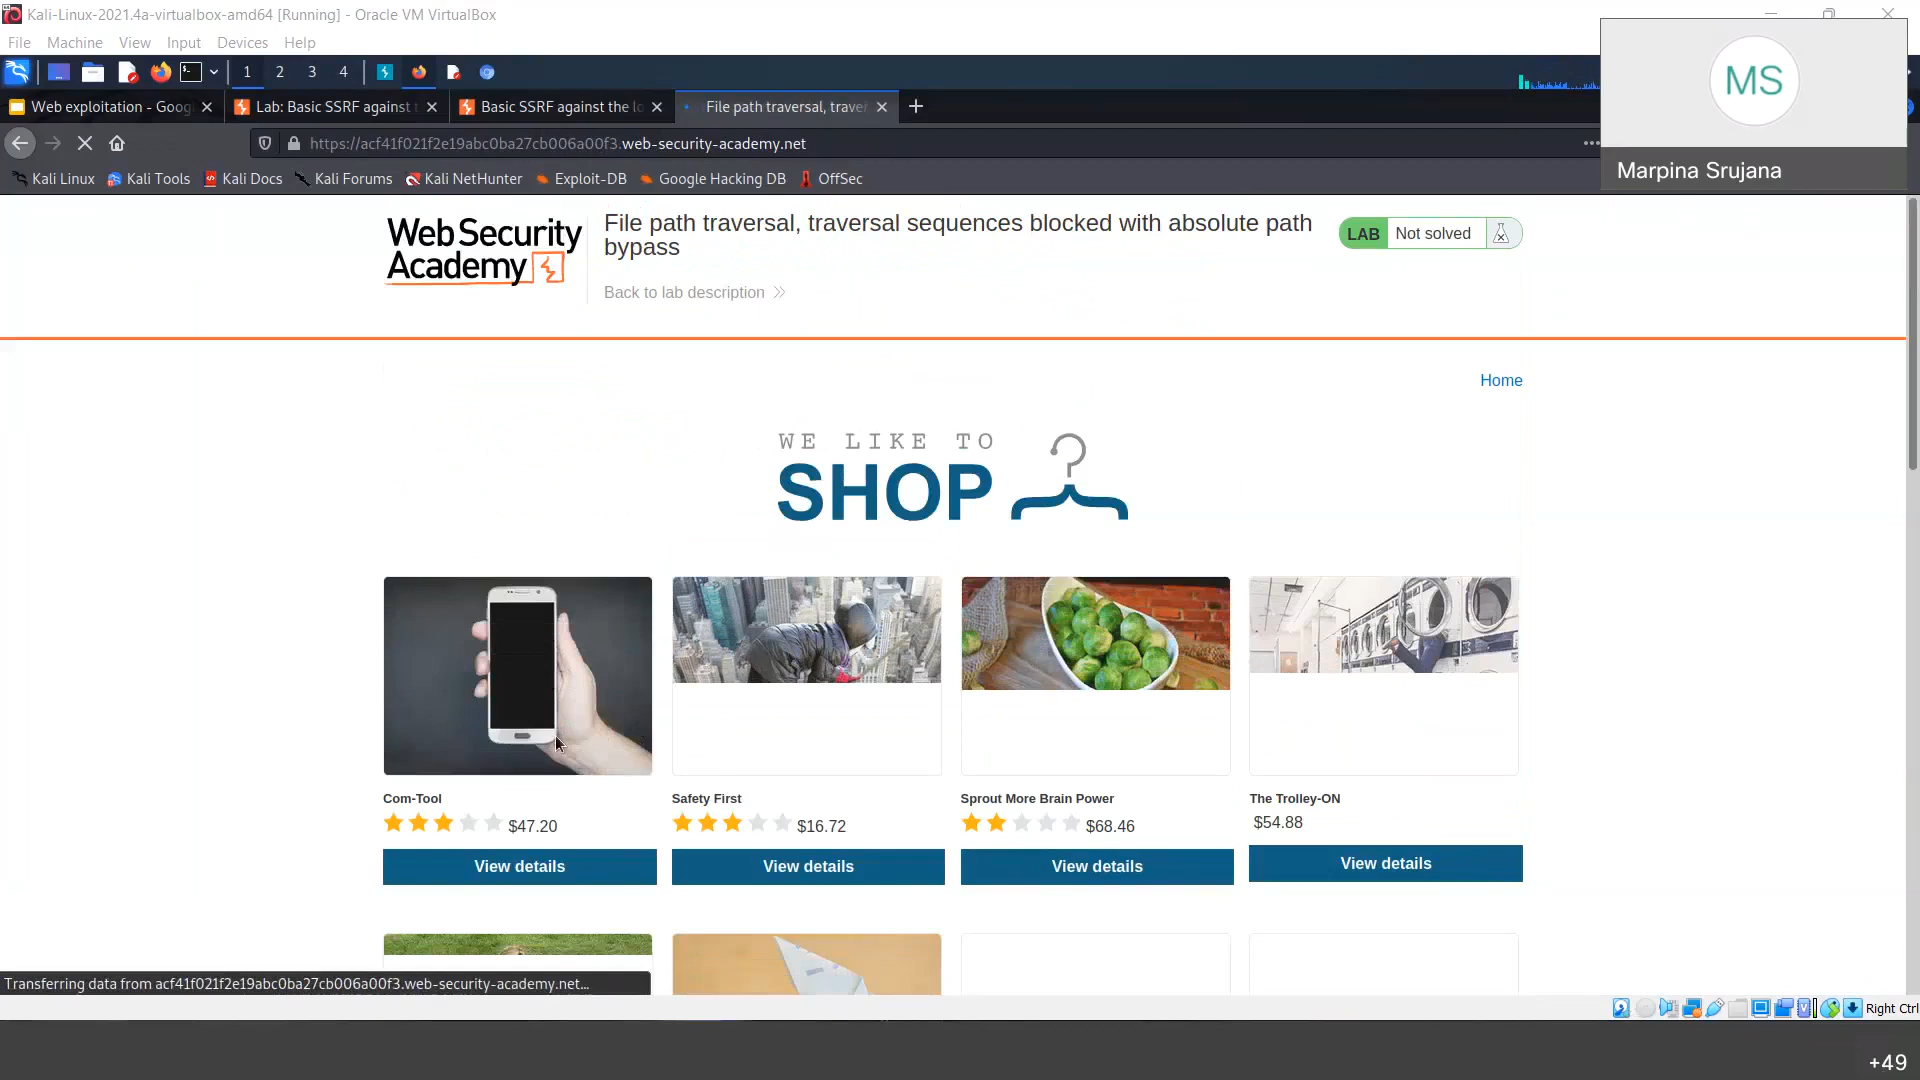 Kali-Linux-2021.4a-virtualbox-amd64 [Running] - Oracle VM VirtualBox
File Machine View Input Devices Help
1 2 3 4
Web exploitation - Goog
Lab: Basic SSRF against t
Basic SSRF against the lo
File path traversal, traver
https://acf41f021f2e19abc0ba27cb006a00f3.web-security-academy.net
MS
Marpina Srujana
Kali Linux Kali Tools Kali Docs Kali Forums Kali NetHunter Exploit-DB Google Hacking DB OffSec
Web Security
Academy
File path traversal, traversal sequences blocked with absolute path
bypass
LAB Not solved
Back to lab description
Home
WE LIKE TO
SHOP
Com-Tool Safety First Sprout More Brain Power The Trolley-ON
$47.20 $16.72 $68.46 $54.88
View details View details View details View details
Transferring data from acf41f021f2e19abc0ba27cb006a00f3.web-security-academy.net...
Right Ctrl
+49